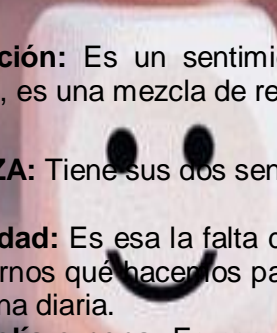 ción: Es un sentimi
, es una mezcla de re
ZA: Tiene sus dos sen
dad: Es esa la falta
rnos qué hacemos pa
na diaria.